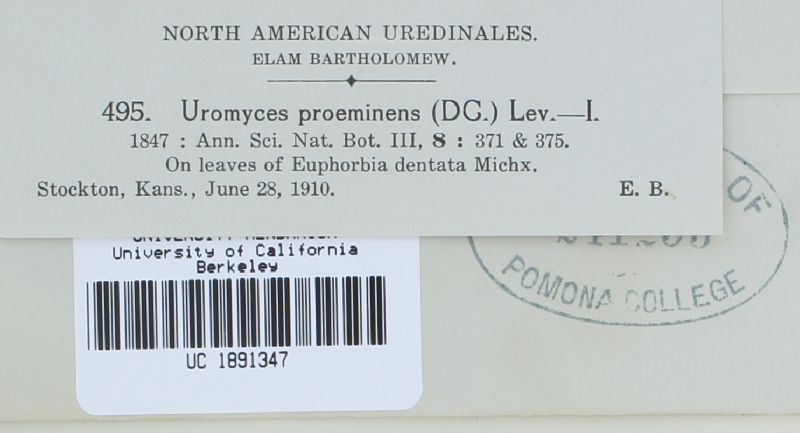 NORTH AMERICAN UREDINALES.
ELAM BARTHOLOMEW.
495. Uromyces proeminens (DC.) Lev.—I.
1847 : Ann. Sci. Nat. Bot. III, 8 : 371 & 375.
On leaves of Euphorbia dentata Michx.
Stockton, Kans., June 28, 1910. E. B.
OF
POMONA COLLEGE
University of California
Berkeley
UC 1891347